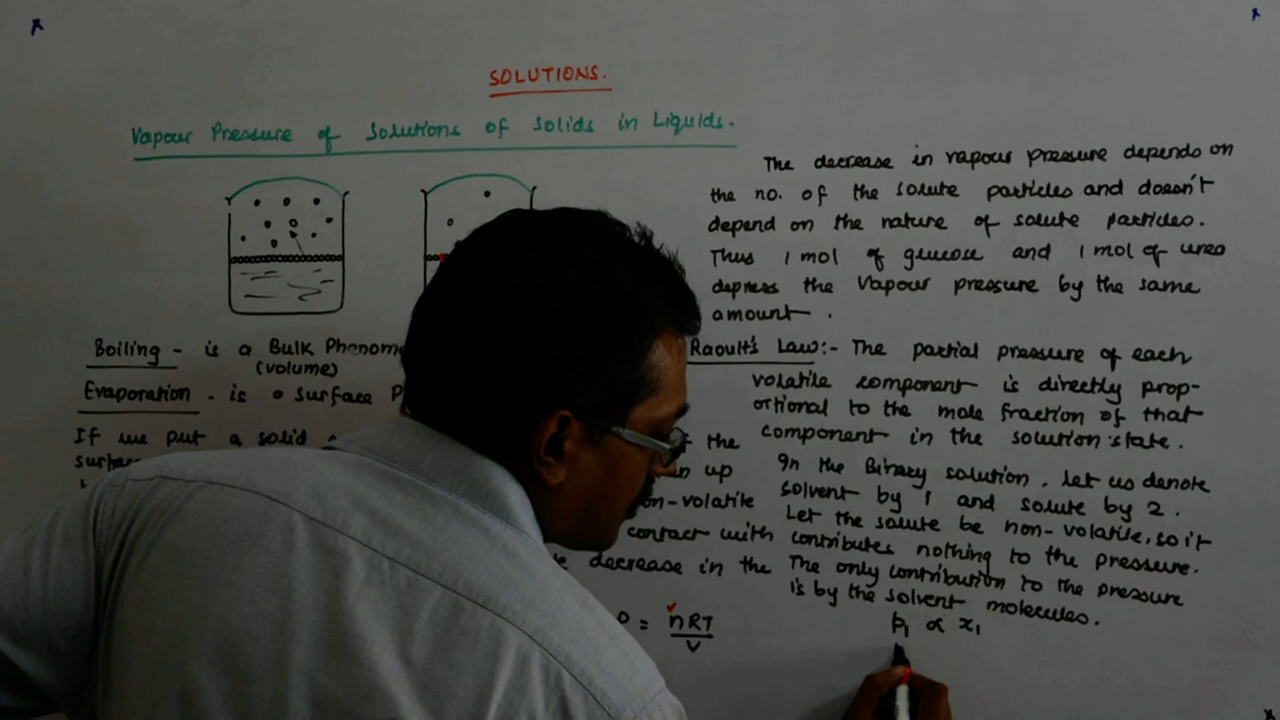 SOLUTIONS.
Vapour Pressure of Solutions of Solids in Liquids.
Boiling - is a Bulk
(volume)
Evaporation - is a surface
If we put a solid
the
up
non-volatile
contact with
decrease in the
P = nRT
V
The decrease in vapour pressure depends on
the no. of the solute particles and doesn't
depend on the nature of solute particles.
Thus 1 mol of glucose and 1 mol of urea
depress the Vapour pressure by the same
amount.
Raoult's Law:- The partial pressure of each
volatile component is directly prop-
ortional to the mole fraction of that
component in the solution state.
In the Binary solution. Let us denote
solvent by 1 and solute by 2.
Let the solute be non-volatile, so it
contributes nothing to the pressure.
The only contribution to the pressure
is by the solvent molecules.
p₁ ∝ x₁